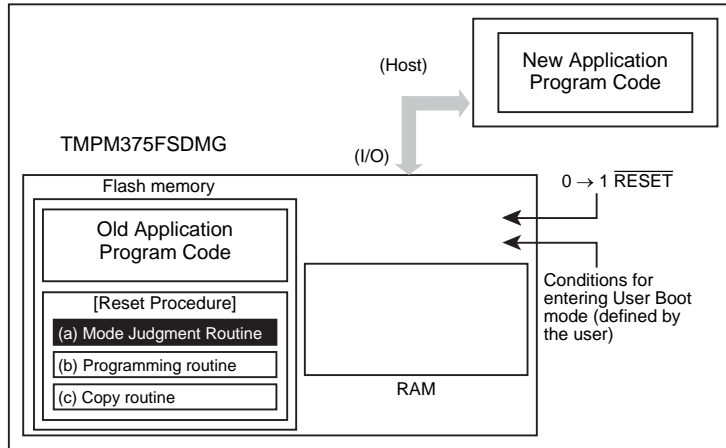 New Application
Program Code
(Host)
TMPM375FSDMG
(I/O)
0 → 1 RESET
Flash memory
Old Application
Program Code
[Reset Procedure]
(a) Mode Judgment Routine
(b) Programming routine
(c) Copy routine
RAM
Conditions for
entering User Boot
mode (defined by
the user)